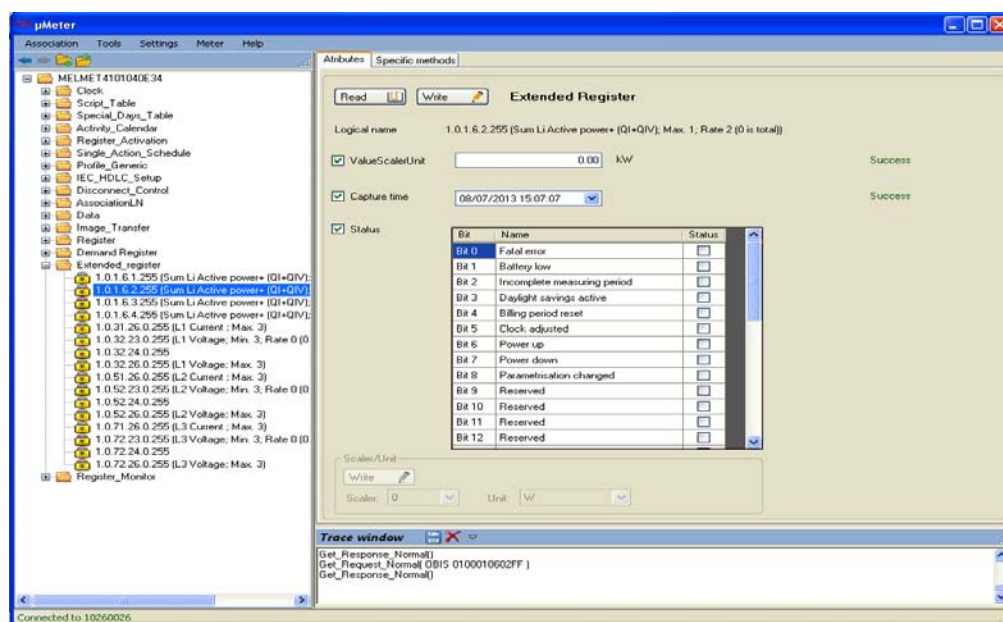 µMeter
Association Tools Settings Meter Help
MELMET4101040E34
Clock
Script_Table
Special_Days_Table
Activity_Calendar
Register_Activation
Single_Action_Schedule
Profile_Generic
IEC_HDLC_Setup
Disconnect_Control
AssociationLN
Data
Image_Transfer
Register
Demand Register
Extended_register
1.0.1.6.1.255 (Sum Li Active power+ (QI+QIV);
1.0.1.6.2.255 (Sum Li Active power+ (QI+QIV);
1.0.1.6.3.255 (Sum Li Active power+ (QI+QIV);
1.0.1.6.4.255 (Sum Li Active power+ (QI+QIV);
1.0.31.26.0.255 (L1 Current ; Max. 3)
1.0.32.23.0.255 (L1 Voltage; Min. 3; Rate 0 (0
1.0.32.24.0.255
1.0.32.26.0.255 (L1 Voltage; Max. 3)
1.0.51.26.0.255 (L2 Current ; Max. 3)
1.0.52.23.0.255 (L2 Voltage; Min. 3; Rate 0 (0
1.0.52.24.0.255
1.0.52.26.0.255 (L2 Voltage; Max. 3)
1.0.71.26.0.255 (L3 Current ; Max. 3)
1.0.72.23.0.255 (L3 Voltage; Min. 3; Rate 0 (0
1.0.72.24.0.255
1.0.72.26.0.255 (L3 Voltage; Max. 3)
Register_Monitor
Atributes Specific methods
Read Write Extended Register
Logical name 1.0.1.6.2.255 (Sum Li Active power+ (QI+QIV); Max. 1; Rate 2 (0 is total))
ValueScalerUnit 0.00 kW Success
Capture time 08/07/2013 15:07:07 Success
Status
Bit Name Status
Bit 0 Fatal error
Bit 1 Battery low
Bit 2 Incomplete measuring period
Bit 3 Daylight savings active
Bit 4 Billing period reset
Bit 5 Clock adjusted
Bit 6 Power up
Bit 7 Power down
Bit 8 Parametrisation changed
Bit 9 Reserved
Bit 10 Reserved
Bit 11 Reserved
Bit 12 Reserved
Scaler/Unit
Write
Scaler: 0 Unit: W
Trace window
Get_Response_Normal()
Get_Request_Normal( OBIS 0100010602FF )
Get_Response_Normal()
Connected to 10260026